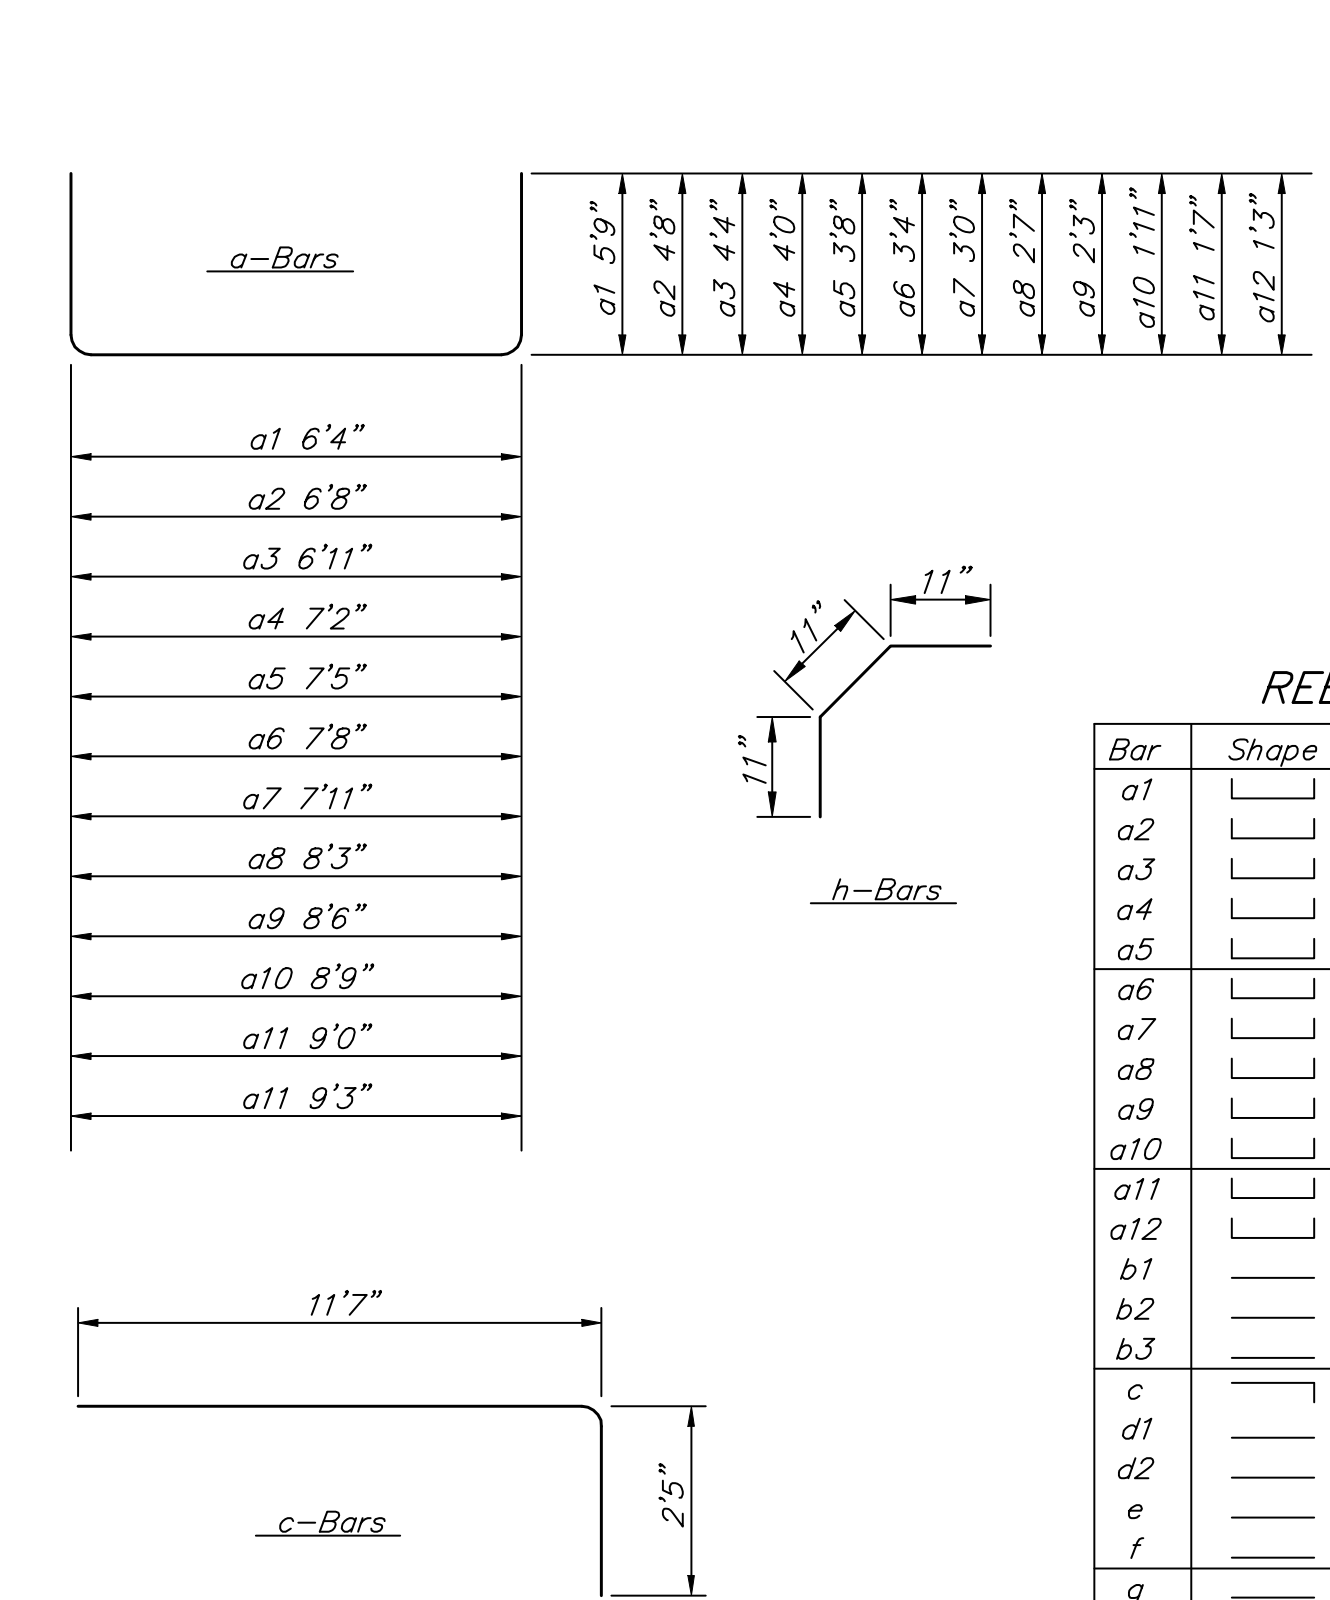 a-Bars
a1 5'9"
a2 4'8"
a3 4'4"
a4 4'0"
a5 3'8"
a6 3'4"
a7 3'0"
a8 2'7"
a9 2'3"
a10 1'11"
a11 1'7"
a12 1'3"
a1 6'4"
a2 6'8"
a3 6'11"
a4 7'2"
a5 7'5"
a6 7'8"
a7 7'11"
a8 8'3"
a9 8'6"
a10 8'9"
a11 9'0"
a11 9'3"
11"
11"
11"
h-Bars
11'7"
2'5"
c-Bars
Bar Shape
a1
a2
a3
a4
a5
a6
a7
a8
a9
a10
a11
a12
b1
b2
b3
c
d1
d2
e
f